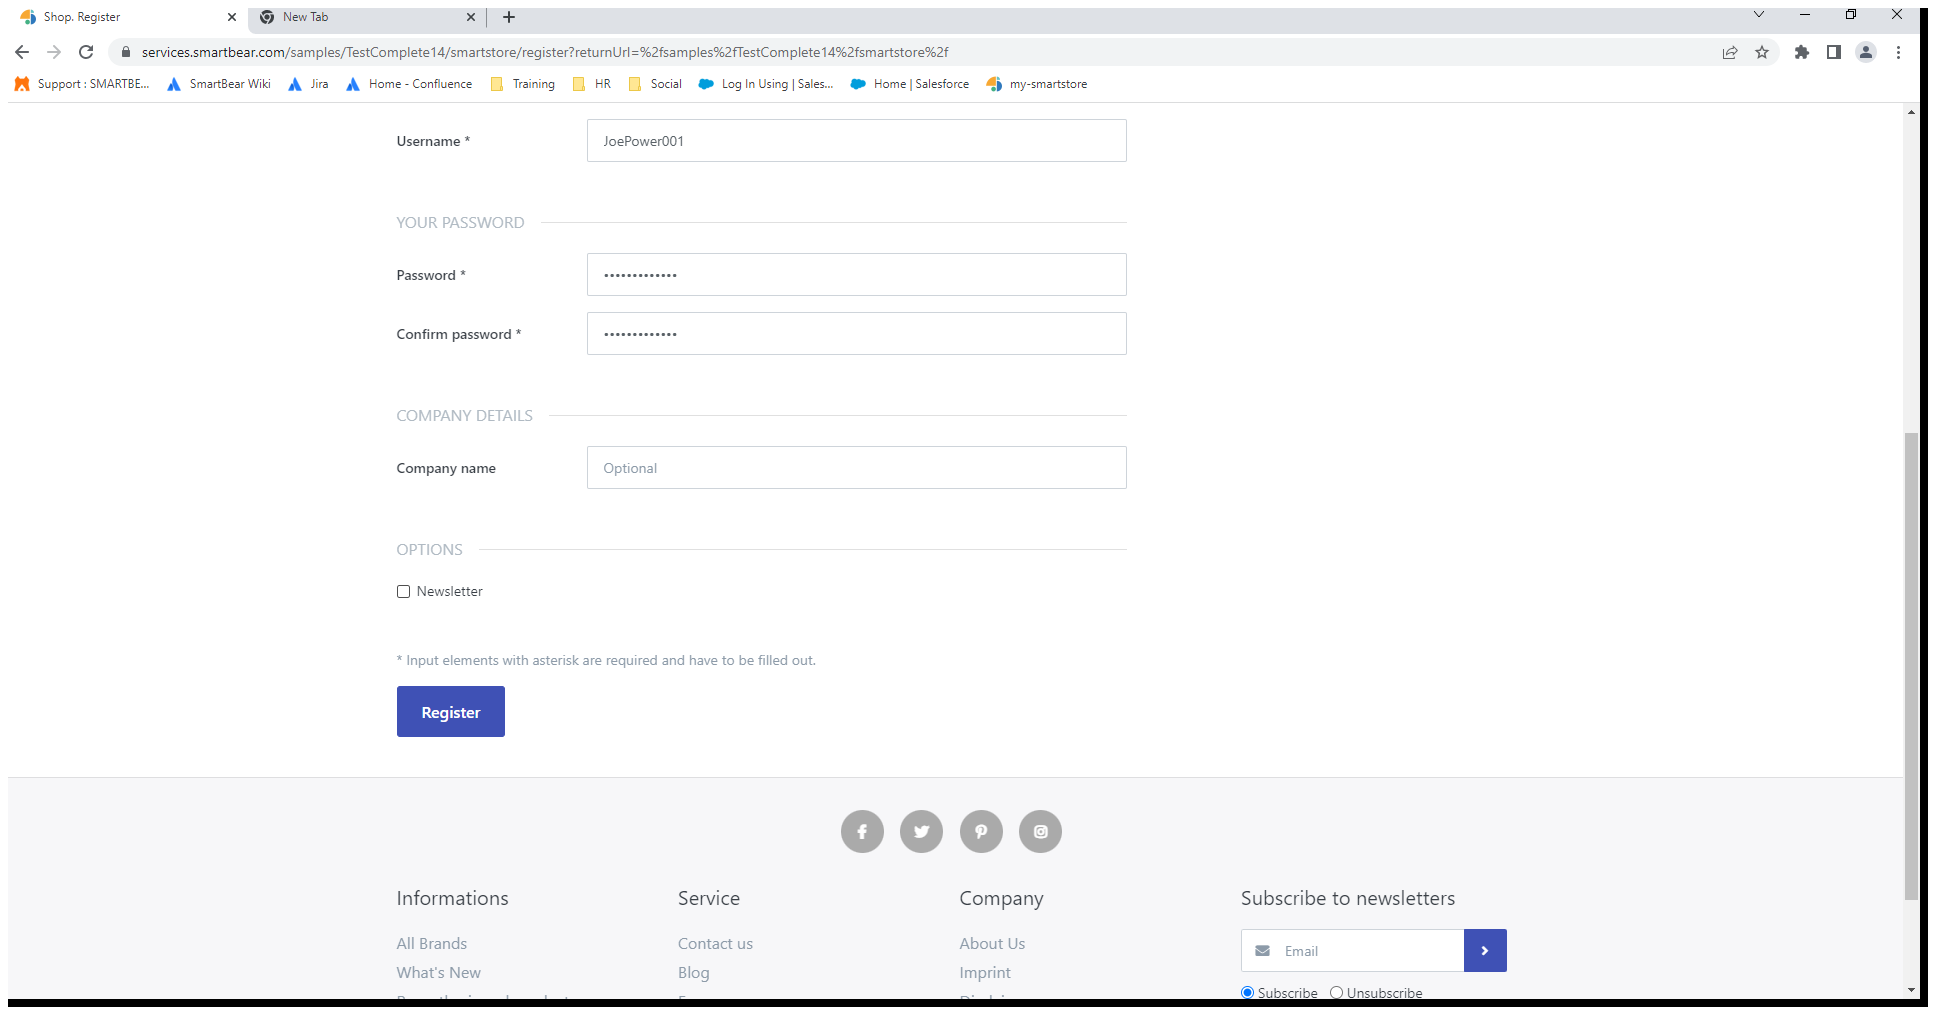 Shop. Register
New Tab
services.smartbear.com/samples/TestComplete14/smartstore/register?returnUrl=%2fsamples%2fTestComplete14%2fsmartstore%2f
Support : SMARTBE... SmartBear Wiki Jira Home - Confluence Training HR Social Log In Using | Sales... Home | Salesforce my-smartstore
Username * JoePower001
YOUR PASSWORD
Password * •••••••••••••
Confirm password * •••••••••••••
COMPANY DETAILS
Company name Optional
OPTIONS
Newsletter
* Input elements with asterisk are required and have to be filled out.
Register
Informations Service Company Subscribe to newsletters
All Brands Contact us About Us Email
What's New Blog Imprint
Subscribe Unsubscribe